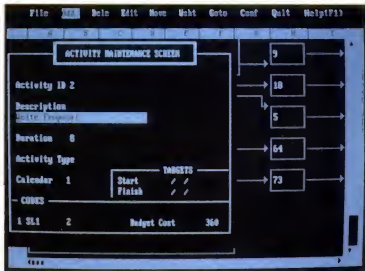 File Add Dele Edit Move Usht Goto Conf Quit Help(F1)
ACTIVITY MAINTENANCE SCREEN
Activity ID 2
Description
Write Proposal
Duration 8
Activity Type
Calendar 1
TARGETS
Start / /
Finish / /
CODES
1 SL1 2
Budget Cost 360
9
10
5
64
73